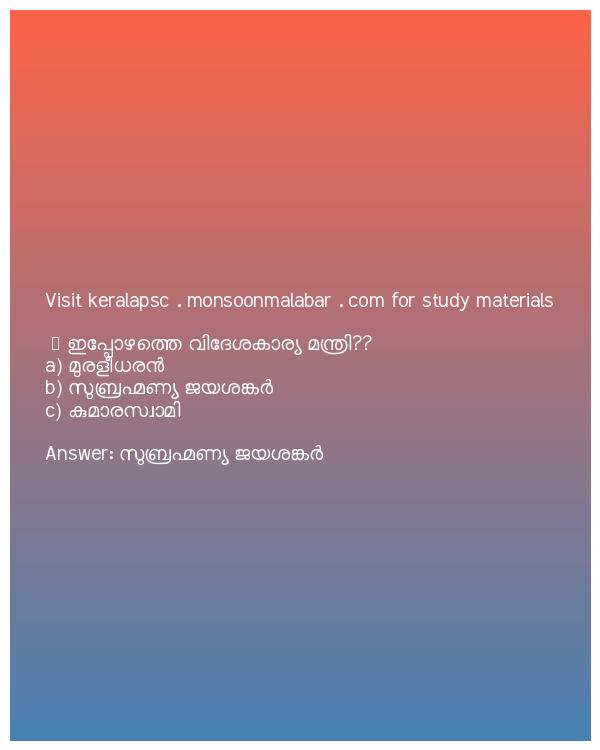 Visit keralapsc . monsoonmalabar . com for study materials
ഇപ്പോഴത്തെ വിദേശകാര്യ മന്ത്രി??
a) മുരളീധരൻ
b) സുബ്രഹ്മണ്യ ജയശങ്കർ
c) കുമാരസ്വാമി
Answer: സുബ്രഹ്മണ്യ ജയശങ്കർ